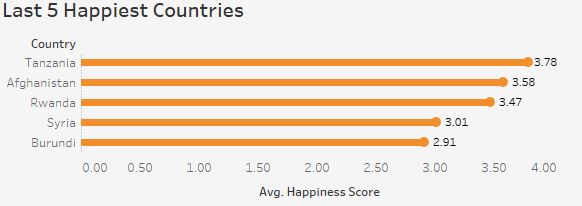 Last 5 Happiest Countries
Country
Tanzania 3.78
Afghanistan 3.58
Rwanda 3.47
Syria 3.01
Burundi 2.91
0.00 0.50 1.00 1.50 2.00 2.50 3.00 3.50 4.00
Avg. Happiness Score